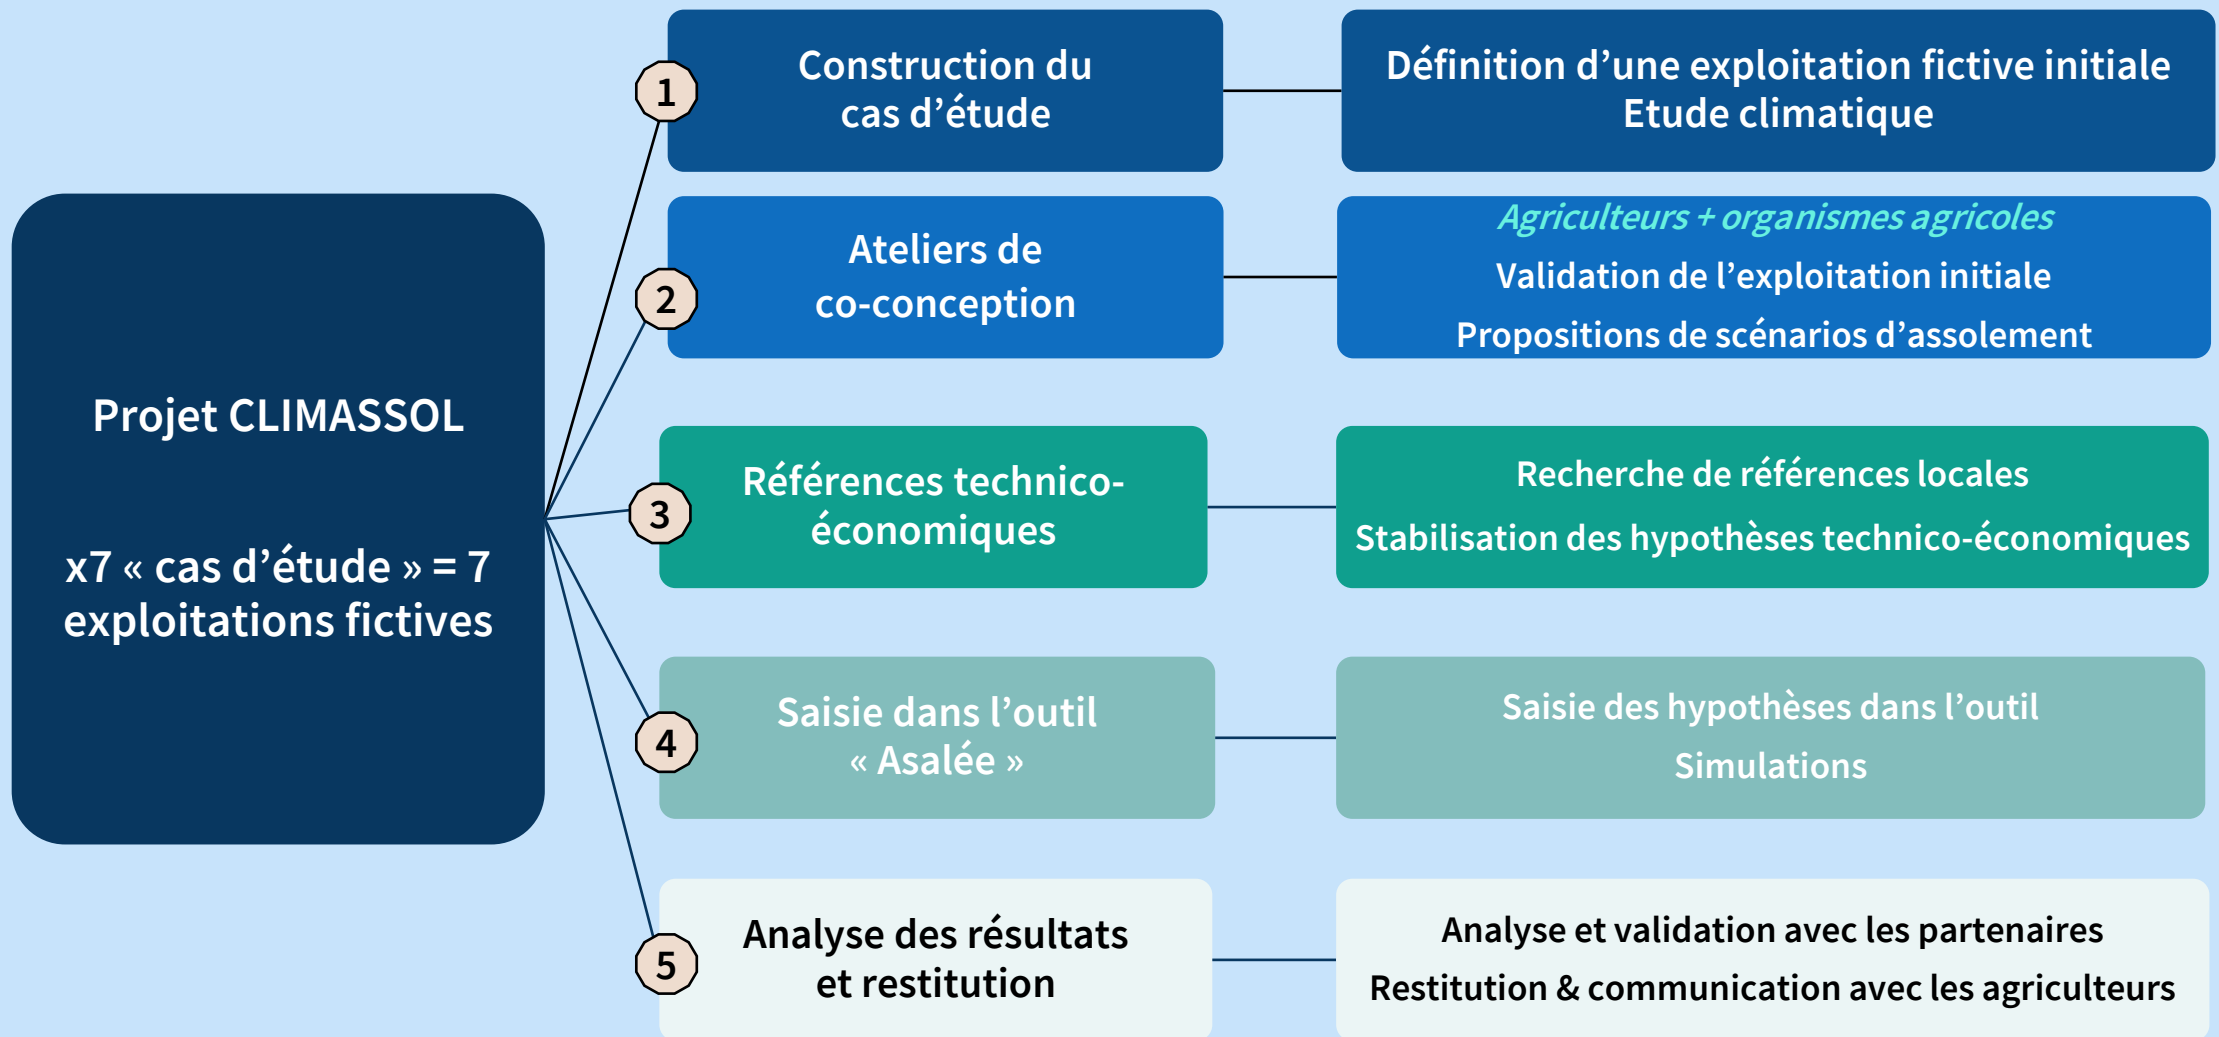 Projet CLIMASSOL
x7 « cas d’étude » = 7
exploitations fictives
1
Construction du
cas d’étude
Définition d’une exploitation fictive initiale
Etude climatique
2
Ateliers de
co-conception
Agriculteurs + organismes agricoles
Validation de l’exploitation initiale
Propositions de scénarios d’assolement
3
Références technico-
économiques
Recherche de références locales
Stabilisation des hypothèses technico-économiques
4
Saisie dans l’outil
« Asalée »
Saisie des hypothèses dans l’outil
Simulations
5
Analyse des résultats
et restitution
Analyse et validation avec les partenaires
Restitution & communication avec les agriculteurs